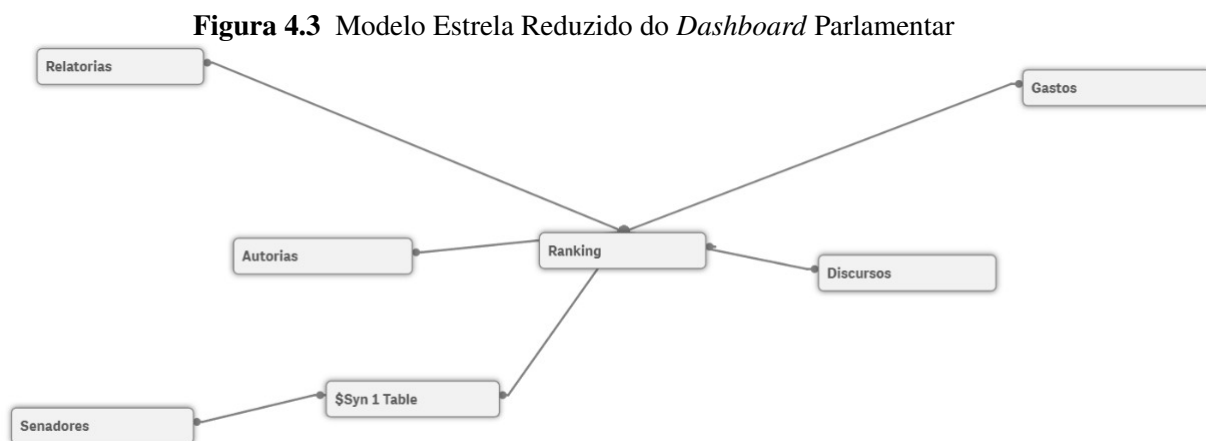 Figura 4.3 Modelo Estrela Reduzido do Dashboard Parlamentar
Relatorias
Gastos
Autorias
Ranking
Discursos
$Syn 1 Table
Senadores